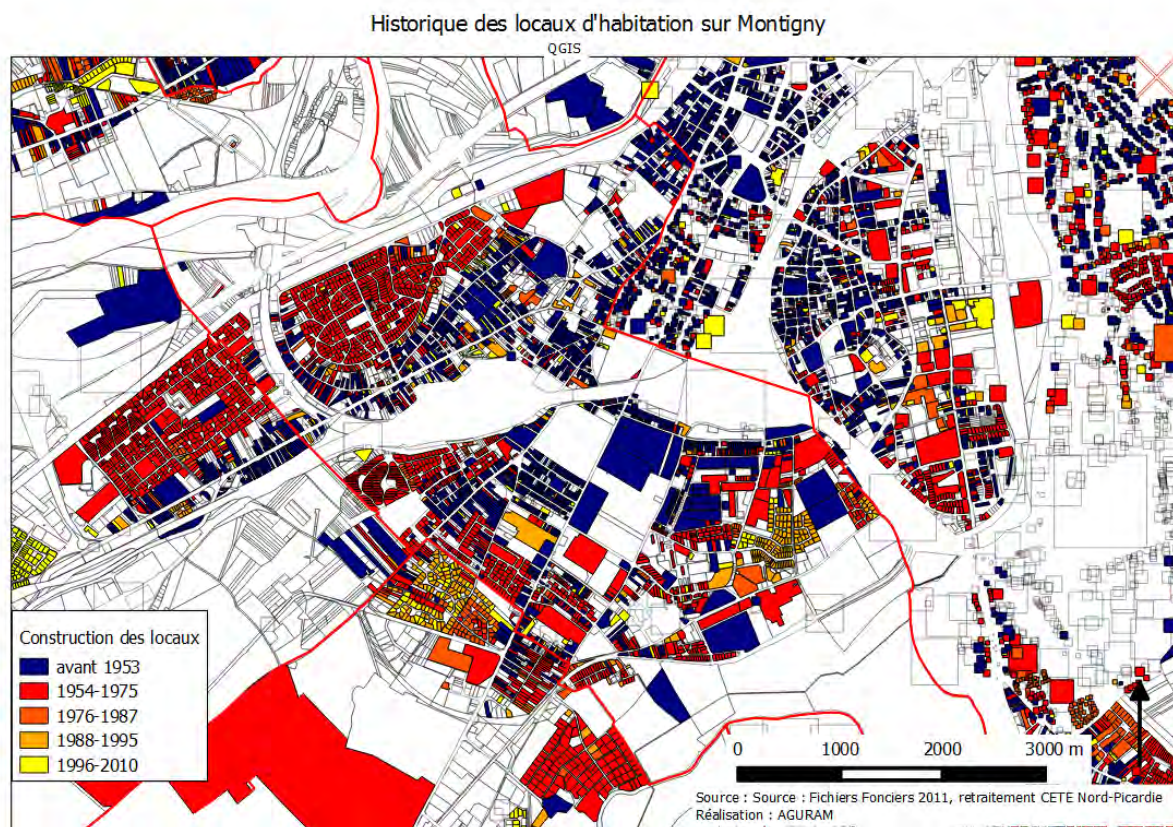 Historique des locaux d'habitation sur Montigny
QGIS
Construction des locaux
avant 1953
1954-1975
1976-1987
1988-1995
1996-2010
0 1000 2000 3000 m
Source : Source : Fichiers Fonciers 2011, retraitement CETE Nord-Picardie
Réalisation : AGURAM